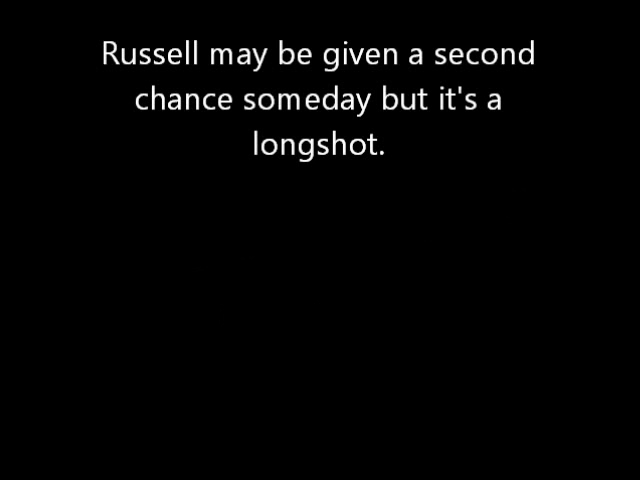 Russell may be given a second
chance someday but it's a
longshot.